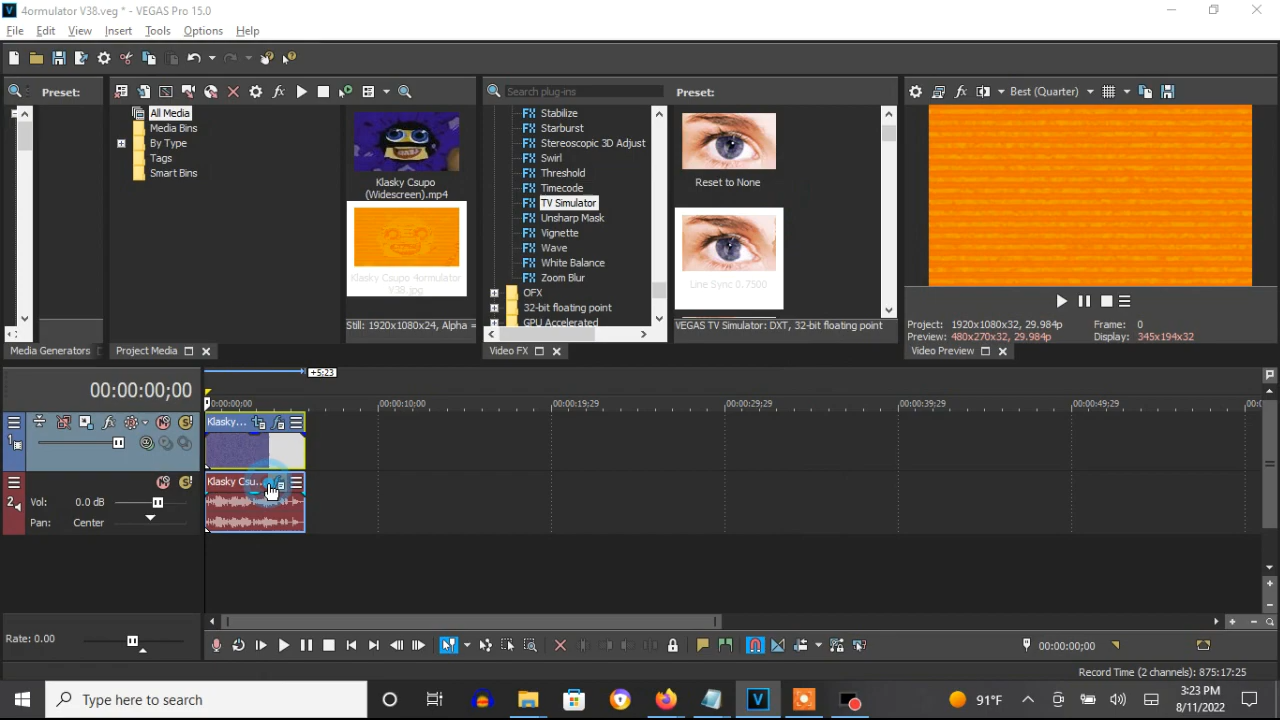 4ormulator V38.veg * - VEGAS Pro 15.0
File Edit View Insert Tools Options Help
Preset:
Search plug-ins
Preset:
Best (Quarter)
All Media
Media Bins
By Type
Tags
Smart Bins
Klasky Csupo
(Widescreen).mp4
Klasky Csupo 4ormulator
V38.jpg
Still: 1920x1080x24, Alpha =
Stabilize
Starburst
Stereoscopic 3D Adjust
Swirl
Threshold
Timecode
TV Simulator
Unsharp Mask
Vignette
Wave
White Balance
Zoom Blur
OFX
32-bit floating point
GPU Accelerated
Reset to None
Line Sync 0.7500
VEGAS TV Simulator: DXT, 32-bit floating point
Project: 1920x1080x32, 29.984p
Frame: 0
Preview: 480x270x32, 29.984p
Display: 345x194x32
Media Generators
Project Media
Video FX
Video Preview
00:00:00;00
+5;23
0:00:00;00
00:00:10;00
00:00:19;29
00:00:29;29
00:00:39;29
00:00:49;29
1
Klasky...
2
Vol: 0.0 dB
Pan: Center
Klasky Csu...
Rate: 0.00
00:00:00;00
Record Time (2 channels): 875:17:25
Type here to search
91°F
3:23 PM
8/11/2022